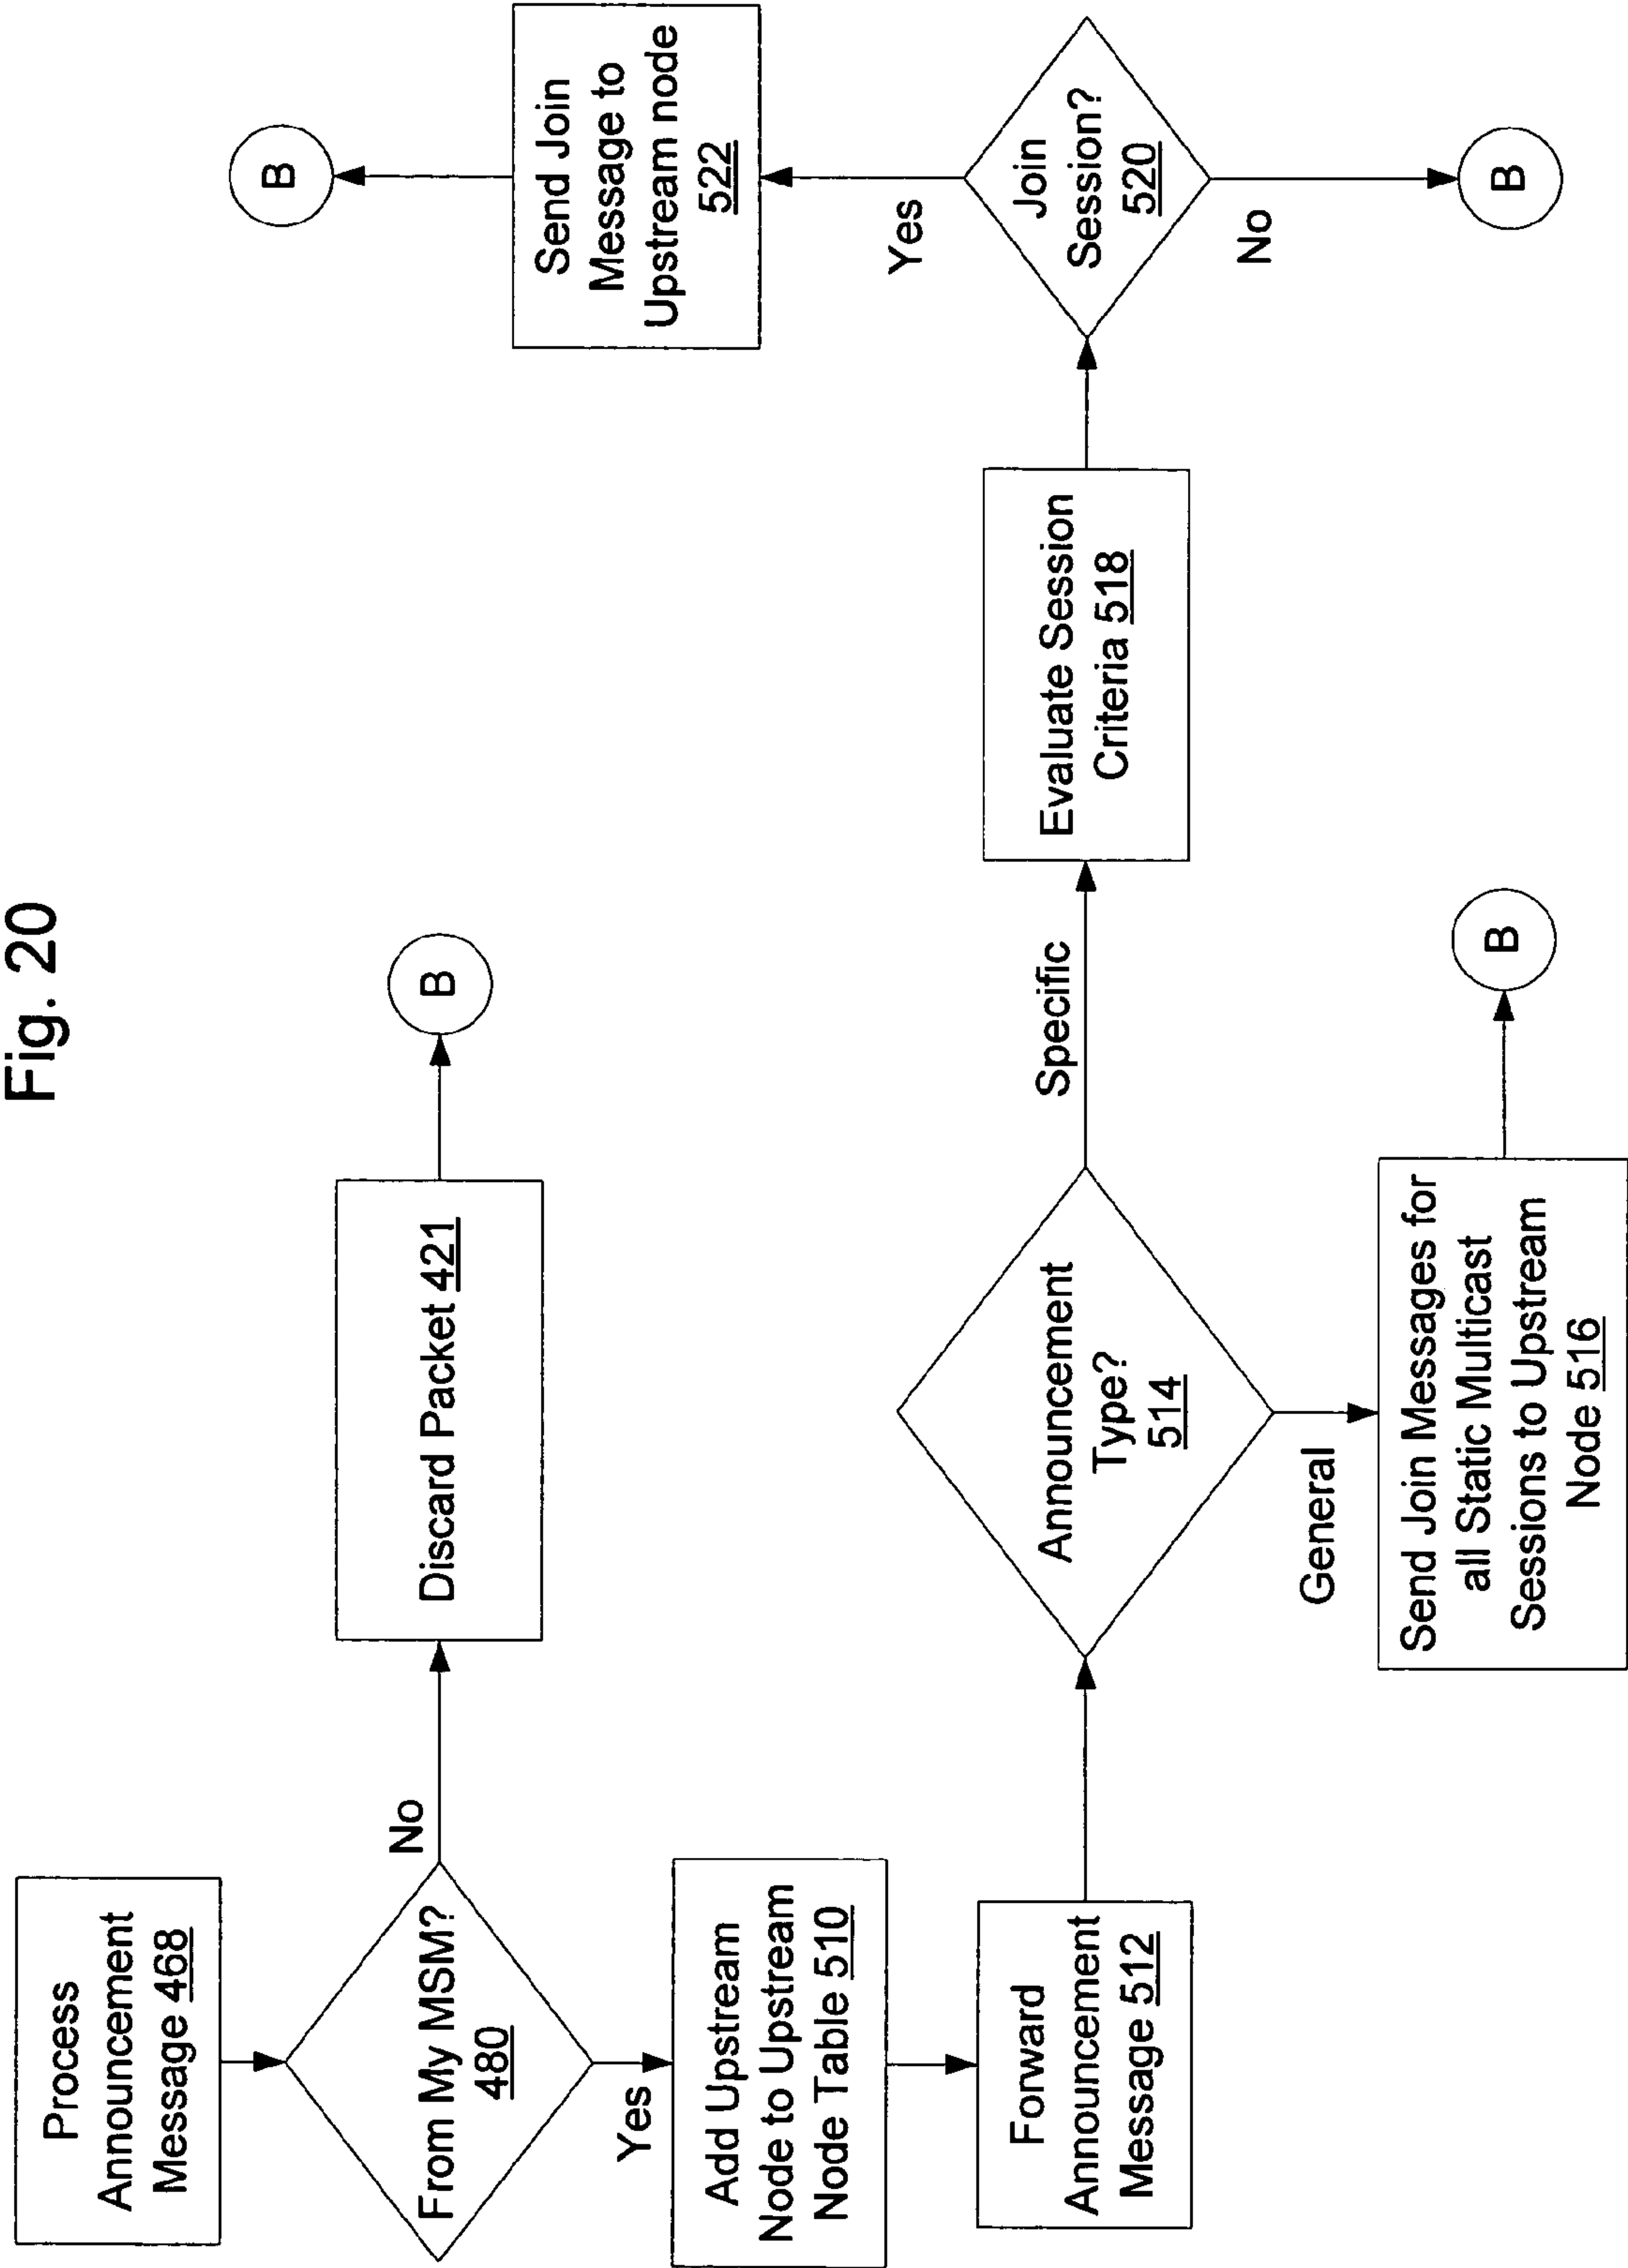 Fig. 20
Process
Announcement
Message 468
From My MSM?
480
No
Discard Packet 421
B
Yes
Add Upstream
Node to Upstream
Node Table 510
Forward
Announcement
Message 512
Announcement
Type?
514
General
Send Join Messages for
all Static Multicast
Sessions to Upstream
Node 516
B
Specific
Evaluate Session
Criteria 518
Join
Session?
520
Yes
Send Join
Message to
Upstream node
522
B
No
B